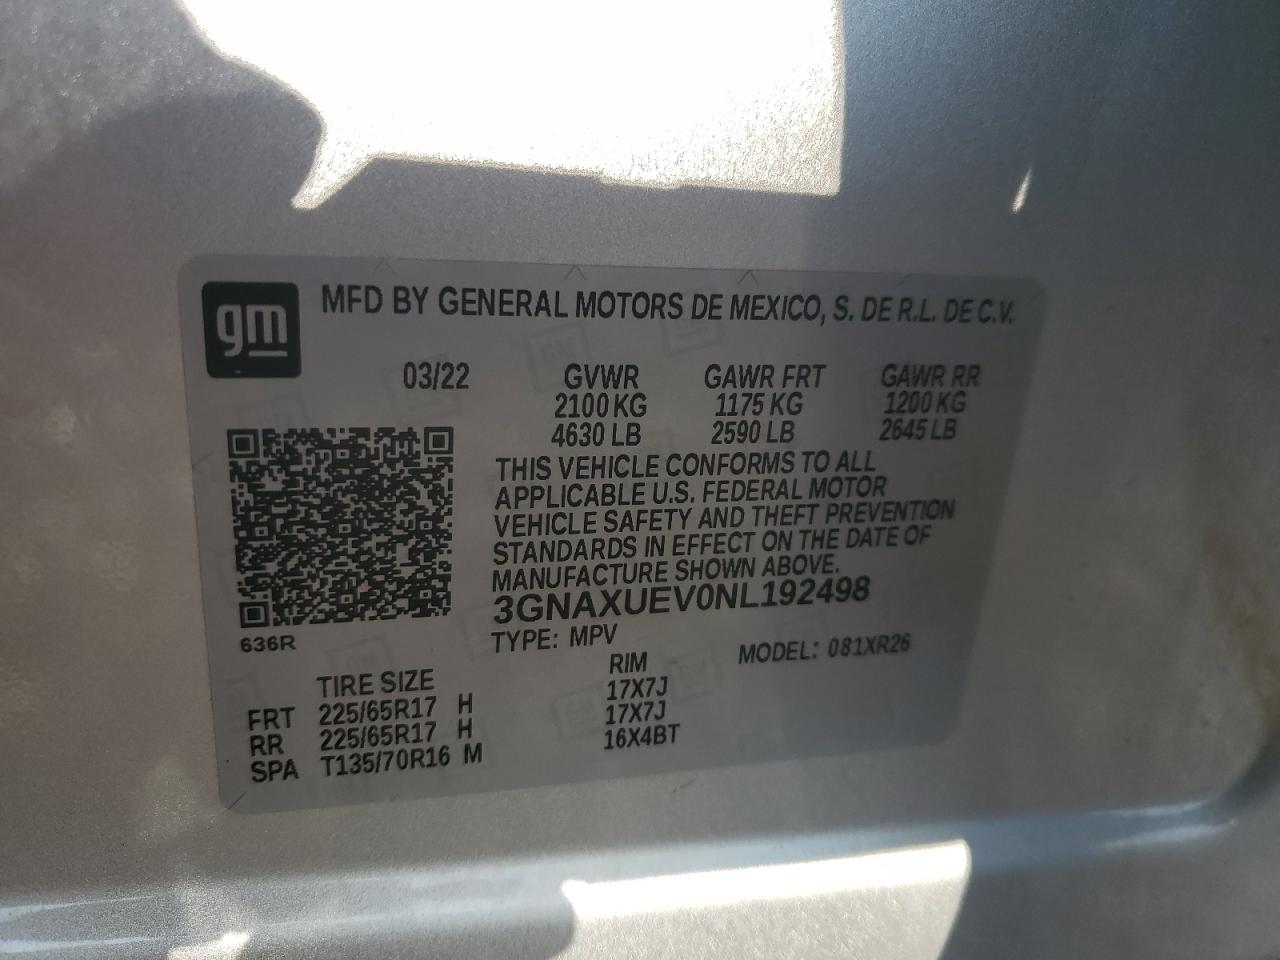 gm
MFD BY GENERAL MOTORS DE MEXICO, S. DE R.L. DE C.V.
03/22 GVWR GAWR FRT GAWR RR
2100 KG 1175 KG 1200 KG
4630 LB 2590 LB 2645 LB
THIS VEHICLE CONFORMS TO ALL
APPLICABLE U.S. FEDERAL MOTOR
VEHICLE SAFETY AND THEFT PREVENTION
STANDARDS IN EFFECT ON THE DATE OF
MANUFACTURE SHOWN ABOVE.
3GNAXUEV0NL192498
636R
TYPE: MPV MODEL: 081XR26
TIRE SIZE RIM
FRT 225/65R17 H 17X7J
RR 225/65R17 H 17X7J
SPA T135/70R16 M 16X4BT